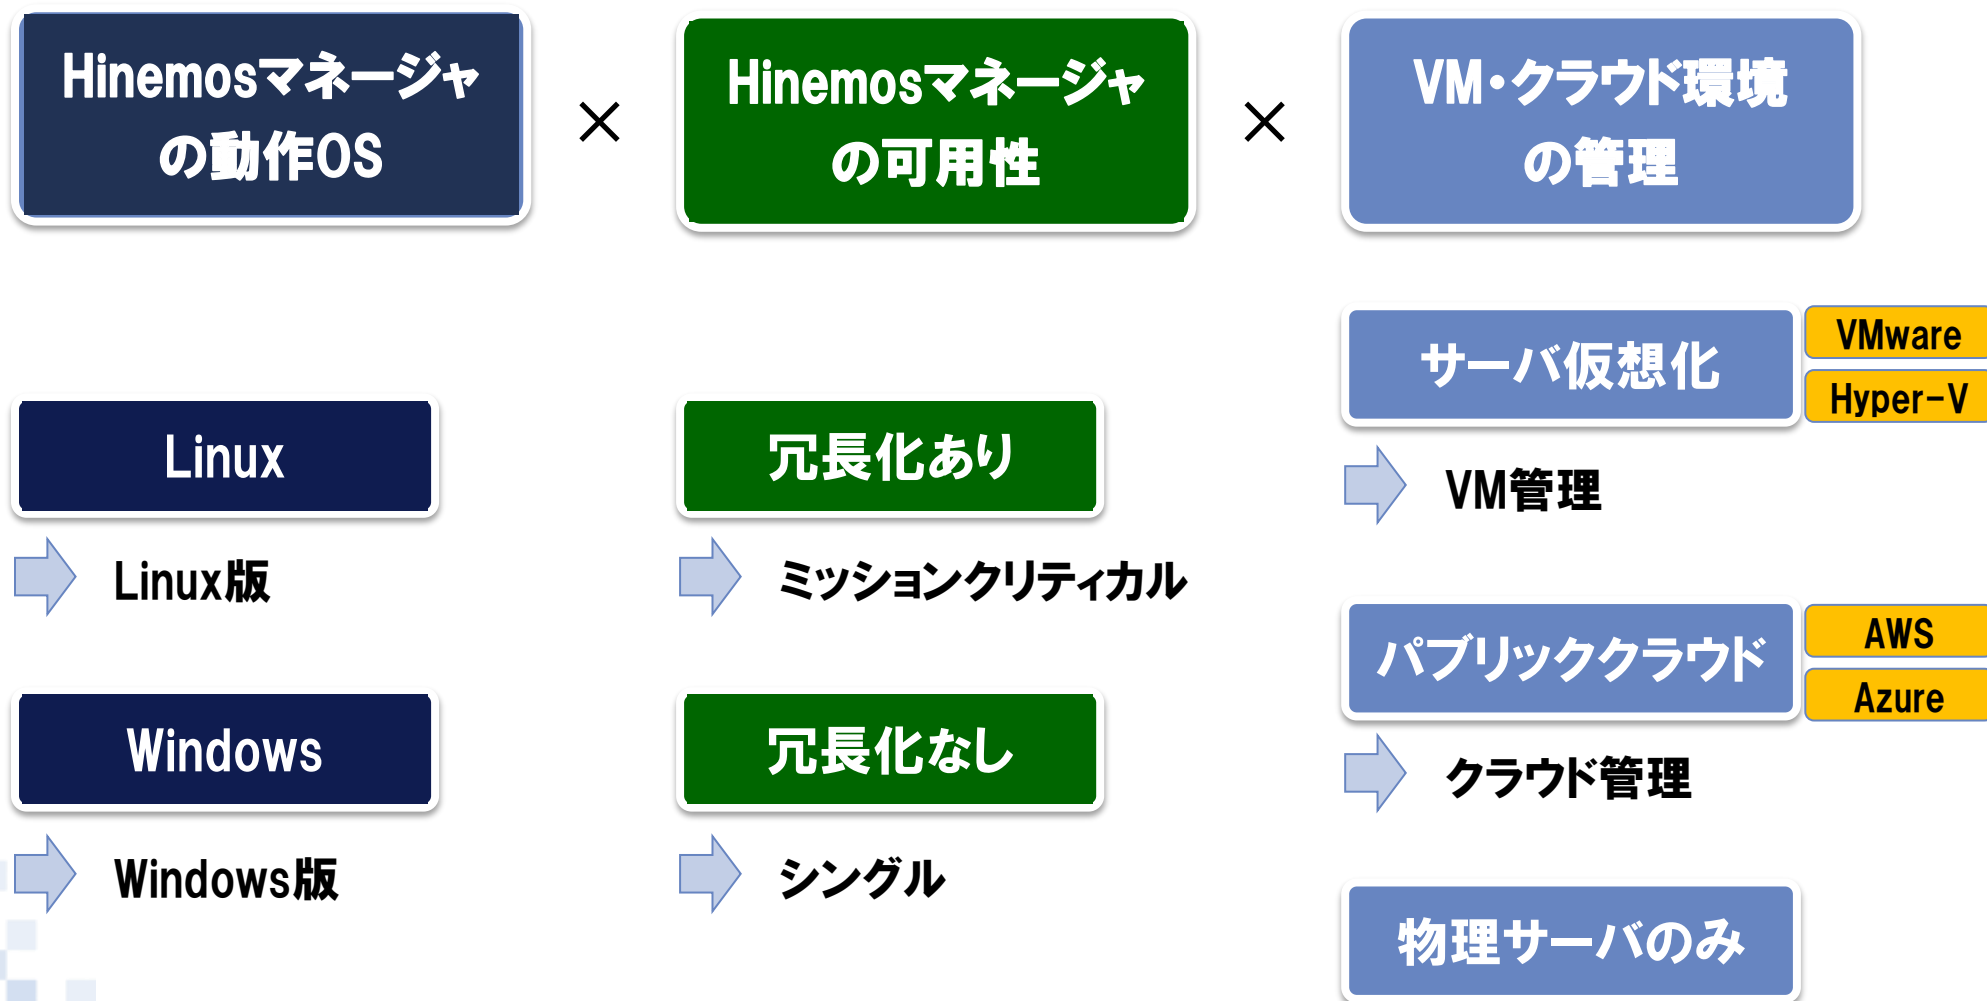 Hinemosマネージャ
の動作OS
×
Hinemosマネージャ
の可用性
×
VM・クラウド環境
の管理
Linux
Linux版
Windows
Windows版
冗長化あり
ミッションクリティカル
冗長化なし
シングル
サーバ仮想化
VMware
Hyper-V
VM管理
パブリッククラウド
AWS
Azure
クラウド管理
物理サーバのみ